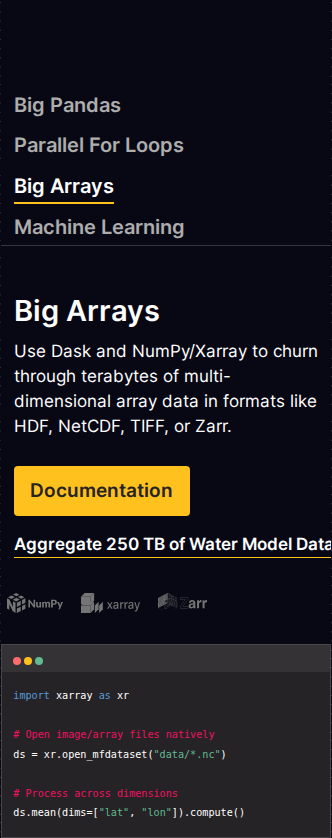 Big Pandas
Parallel For Loops
Big Arrays
Machine Learning
Big Arrays
Use Dask and NumPy/Xarray to churn
through terabytes of multi-
dimensional array data in formats like
HDF, NetCDF, TIFF, or Zarr.
Documentation
Aggregate 250 TB of Water Model Data
NumPy xarray Zarr
import xarray as xr
# Open image/array files natively
ds = xr.open_mfdataset("data/*.nc")
# Process across dimensions
ds.mean(dims=["lat", "lon"]).compute()